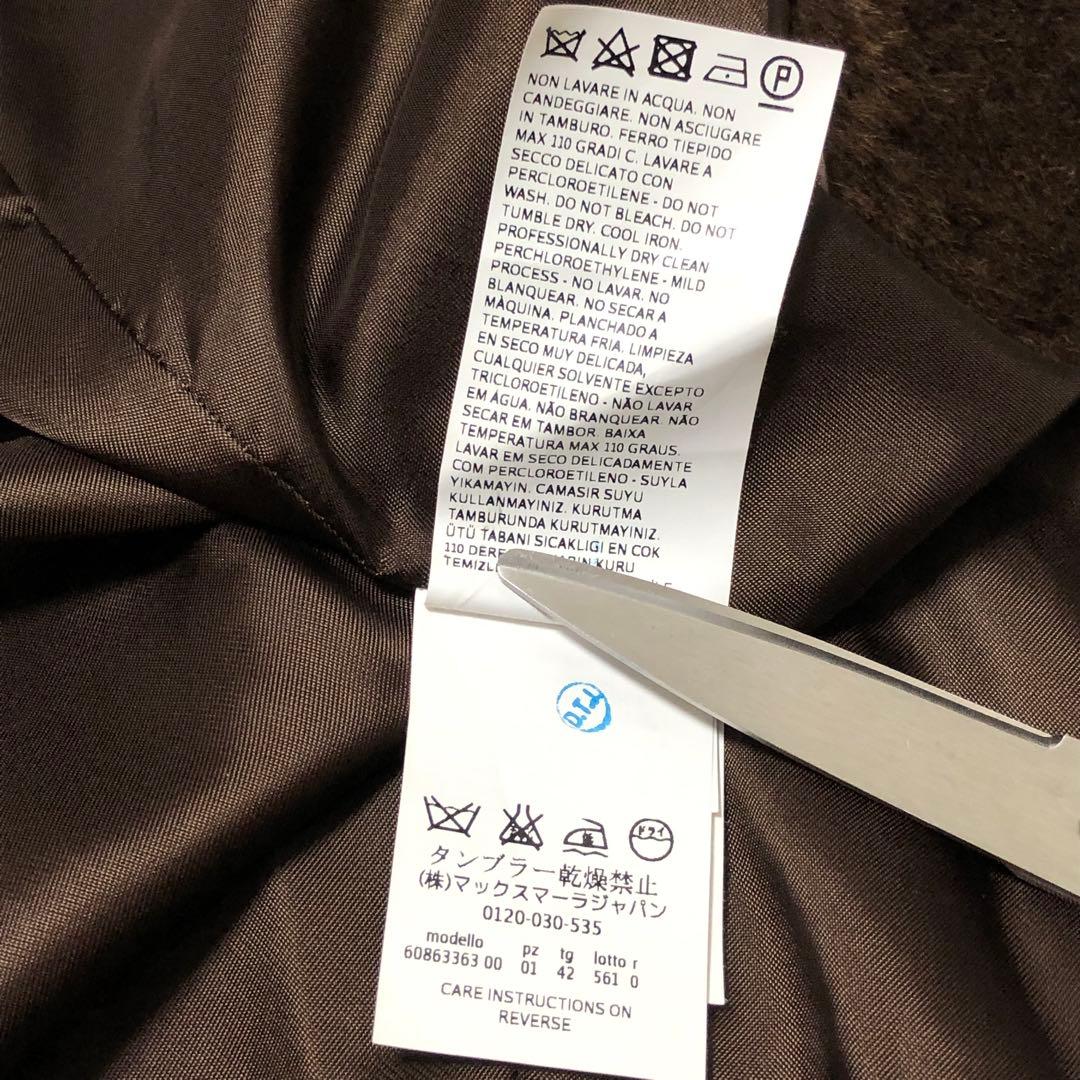 P
NON LAVARE IN ACQUA. NON
CANDEGGIARE. NON ASCIUGARE
IN TAMBURO. FERRO TIEPIDO
MAX 110 GRADI C. LAVARE A
SECCO DELICATO CON
PERCLOROETILENE - DO NOT
WASH. DO NOT BLEACH. DO NOT
TUMBLE DRY. COOL IRON.
PROFESSIONALLY DRY CLEAN
PERCHLOROETHYLENE - MILD
PROCESS - NO LAVAR. NO
BLANQUEAR. NO SECAR A
MÀQUINA. PLANCHADO A
TEMPERATURA FRIA. LIMPIEZA
EN SECO MUY DELICADA,
CUALQUIER SOLVENTE EXCEPTO
TRICLOROETILENO - NÃO LAVAR
EM ÁGUA. NÃO BRANQUEAR. NÃO
SECAR EM TAMBOR. BAIXA
TEMPERATURA MAX 110 GRAUS.
LAVAR EM SECO DELICADAMENTE
COM PERCLOROETILENO - SUYLA
YIKAMAYIN. CAMASIR SUYU
KULLANMAYINIZ. KURUTMA
TAMBURUNDA KURUTMAYINIZ.
ÜTÜ TABANI SICAKLIGI EN COK
110 KURU
D.T.L
ドライ
タンブラー乾燥禁止
(株)マックスマーラジャパン
0120-030-535
modello pz tg lotto r
60863363 00 01 42 561 0
CARE INSTRUCTIONS ON
REVERSE